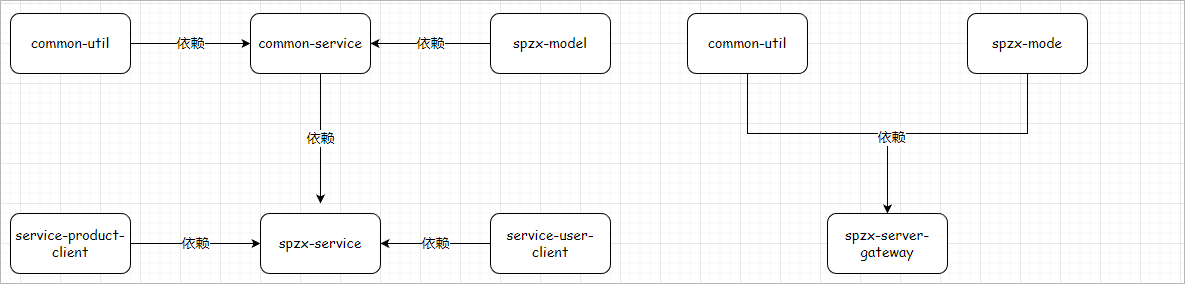 common-util
依赖
common-service
依赖
spzx-model
common-util
spzx-mode
依赖
依赖
service-product-
client
依赖
spzx-service
依赖
service-user-
client
spzx-server-
gateway